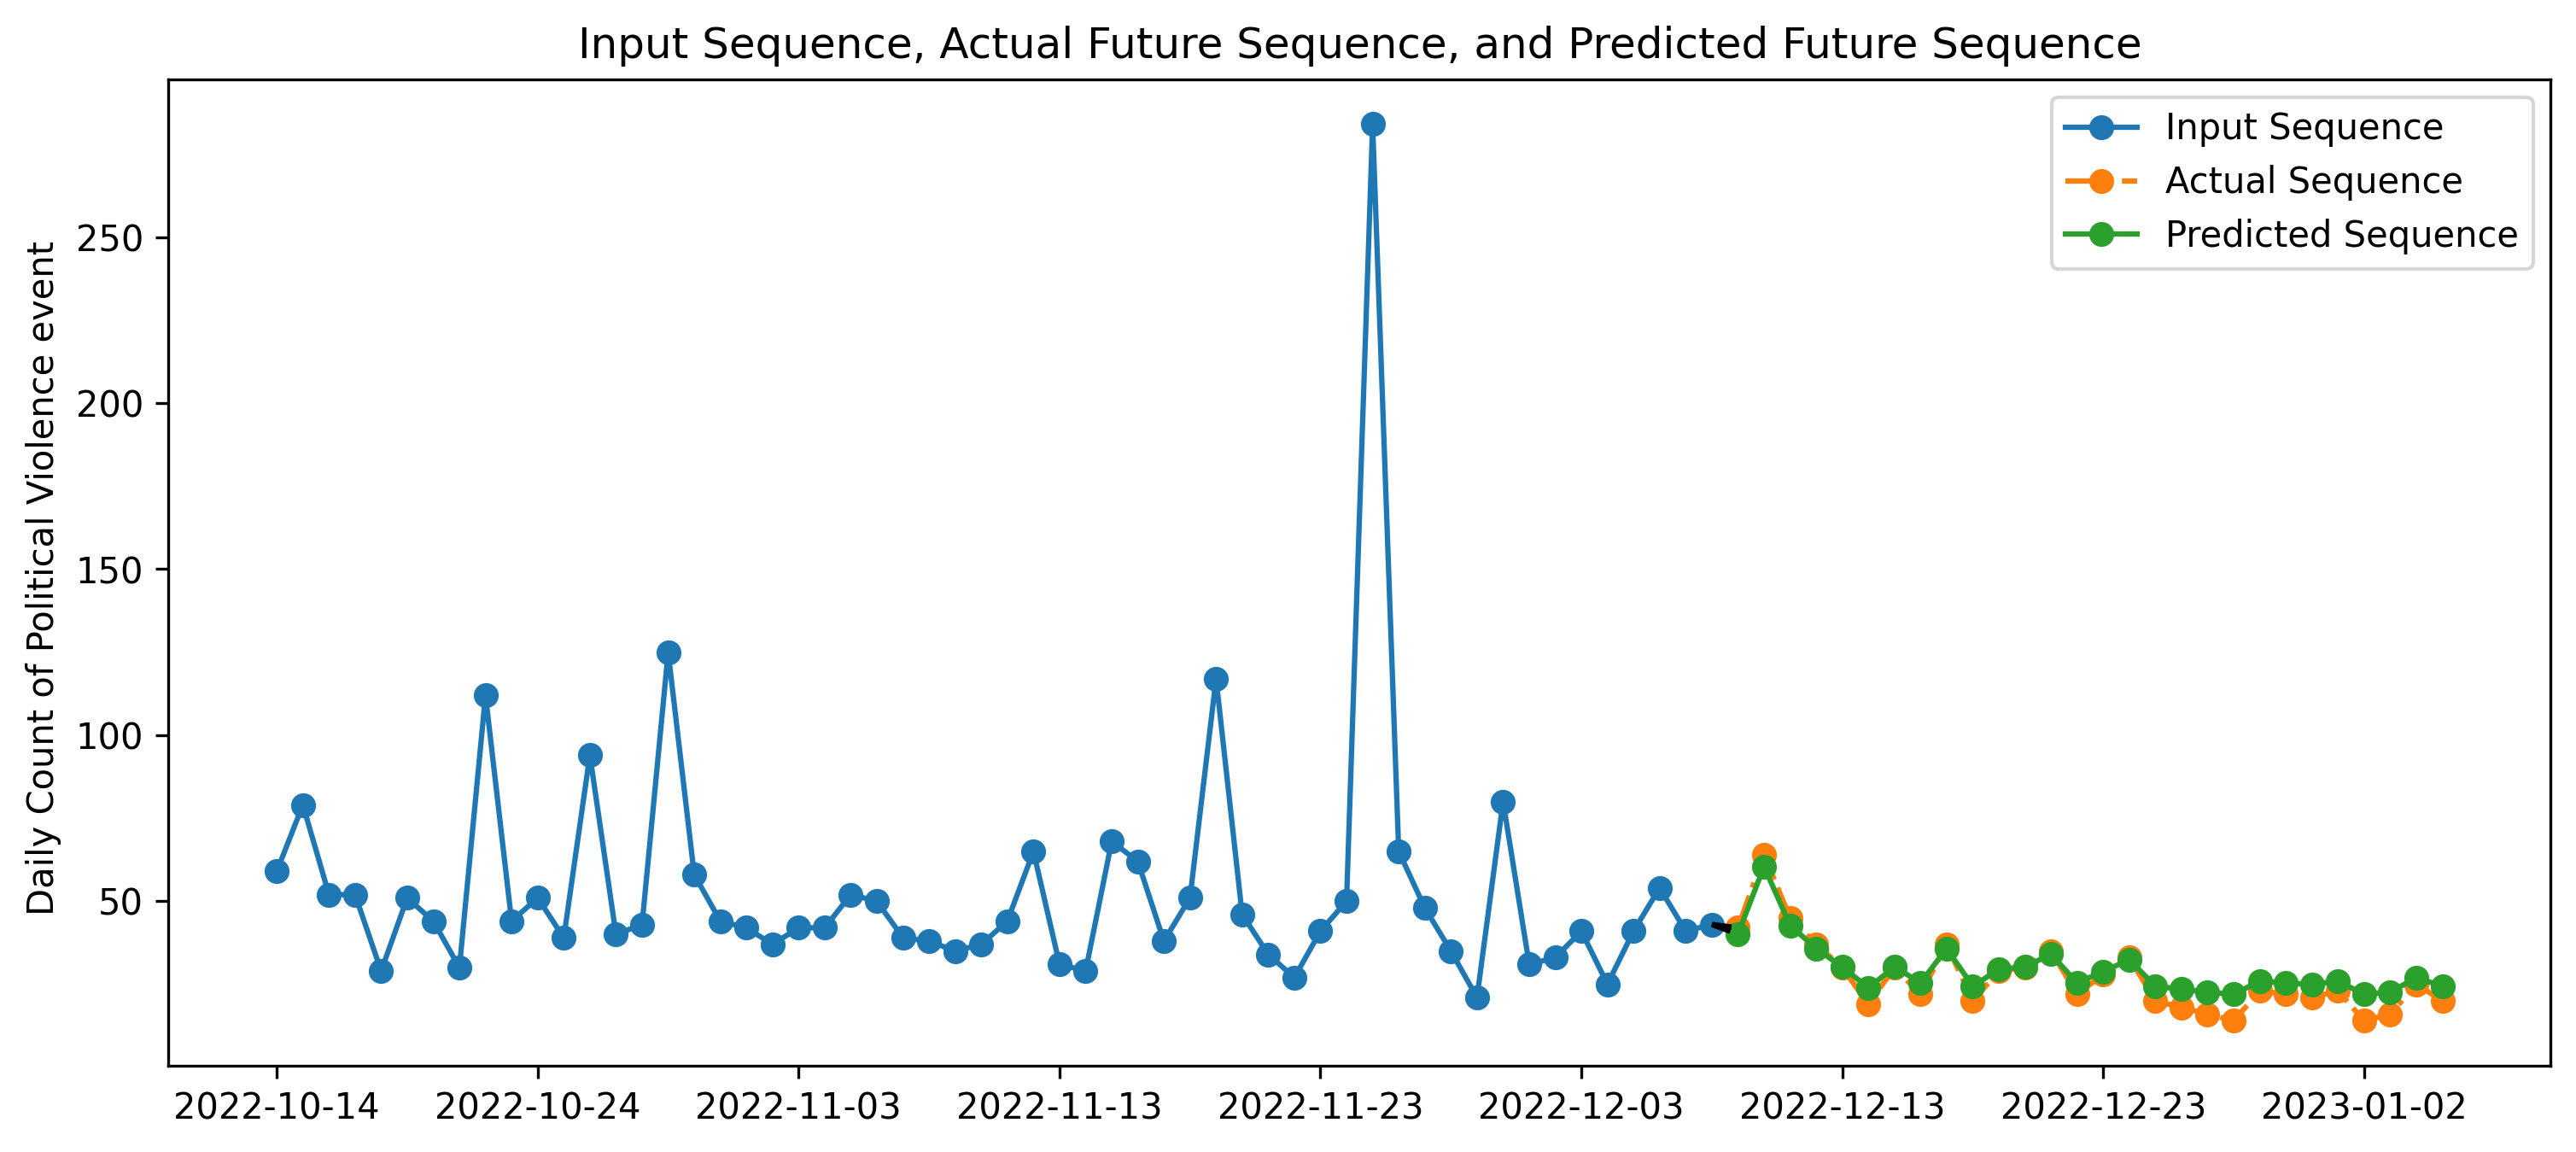 Input Sequence, Actual Future Sequence, and Predicted Future Sequence
Input Sequence
Actual Sequence
Predicted Sequence
Daily Count of Political Violence event
250
200
150
100
50
2022-10-14
2022-10-24
2022-11-03
2022-11-13
2022-11-23
2022-12-03
2022-12-13
2022-12-23
2023-01-02